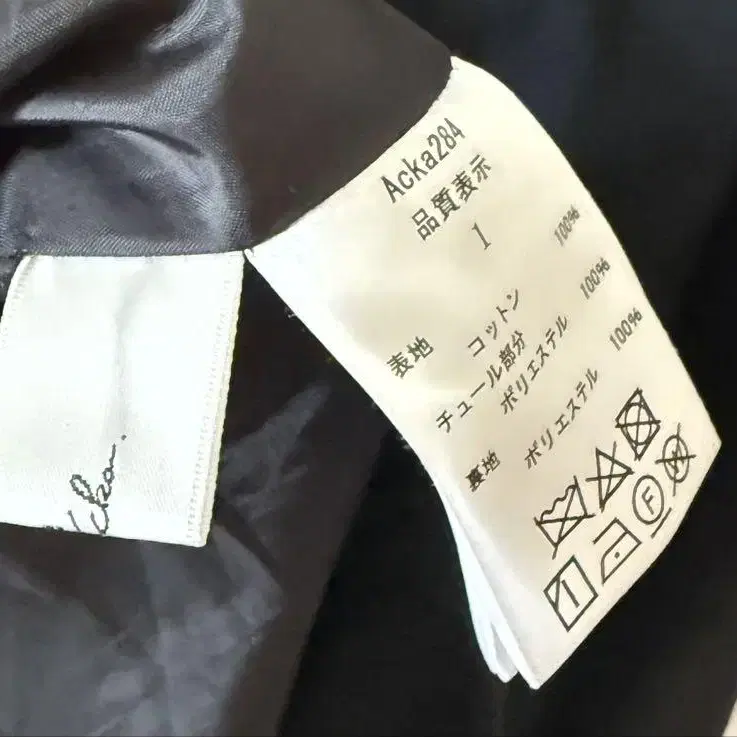 Acka284
品質表示
1
表地 コットン 100%
チュール部分
ポリエステル 100%
裏地 ポリエステル 100%
F
W
cka.